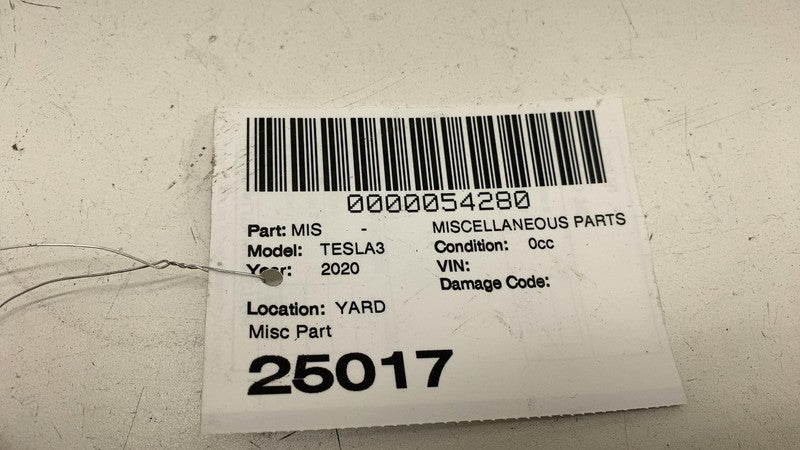 0000054280
Part: MIS - MISCELLANEOUS PARTS
Model: TESLA3 Condition: 0cc
Year: 2020 VIN:
Damage Code:
Location: YARD
Misc Part
25017